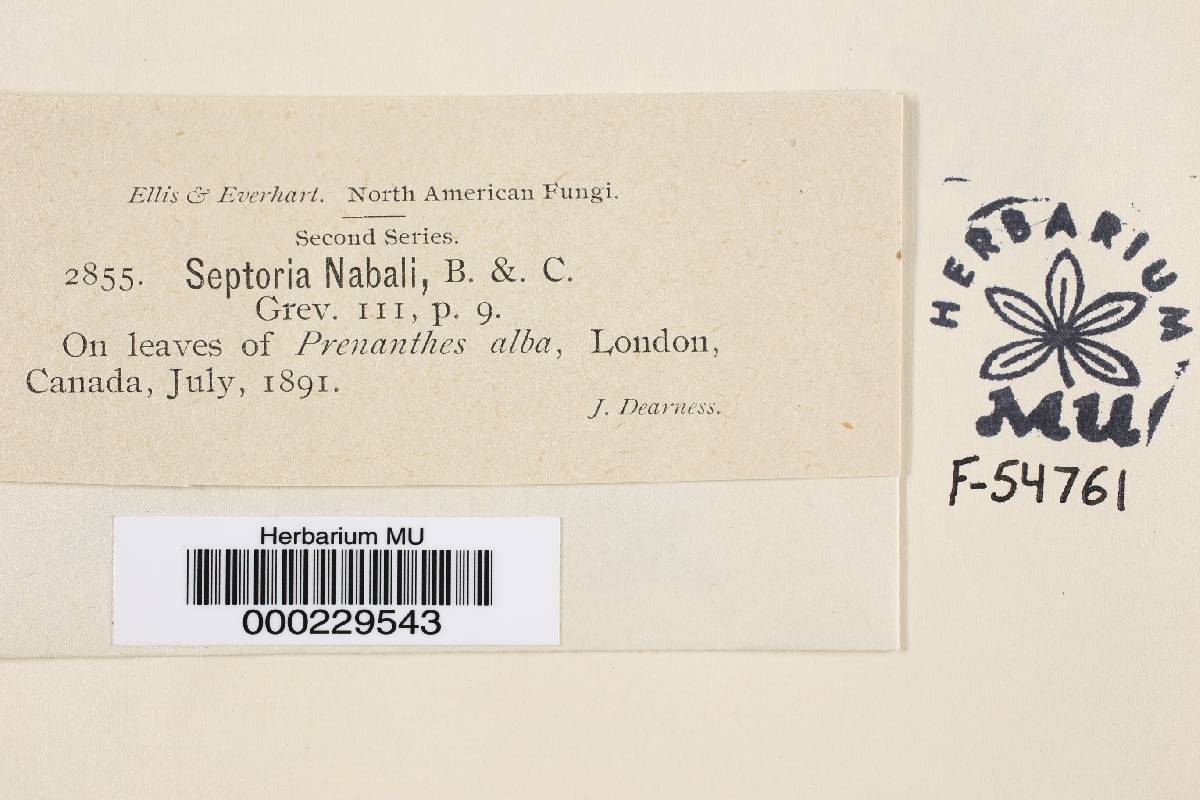 Ellis & Everhart. North American Fungi.
Second Series.
2855. Septoria Nabali, B. &. C.
Grev. III, p. 9.
On leaves of Prenanthes alba, London,
Canada, July, 1891.
J. Dearness.
HERBARIUM
MU
F-54761
Herbarium MU
000229543